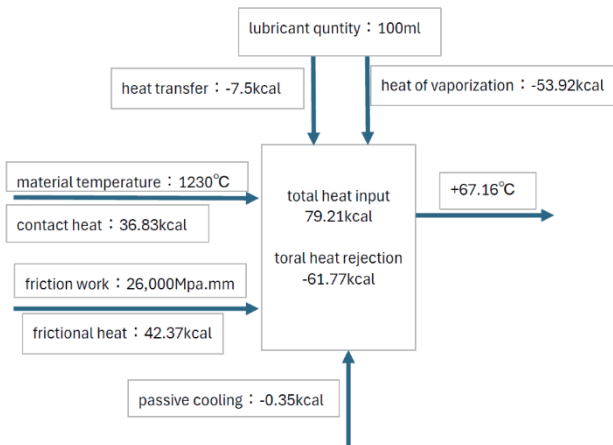 lubricant quntity：100ml
heat transfer：-7.5kcal
heat of vaporization：-53.92kcal
material temperature：1230℃
contact heat：36.83kcal
total heat input
79.21kcal
toral heat rejection
-61.77kcal
+67.16℃
friction work：26,000Mpa.mm
frictional heat：42.37kcal
passive cooling：-0.35kcal